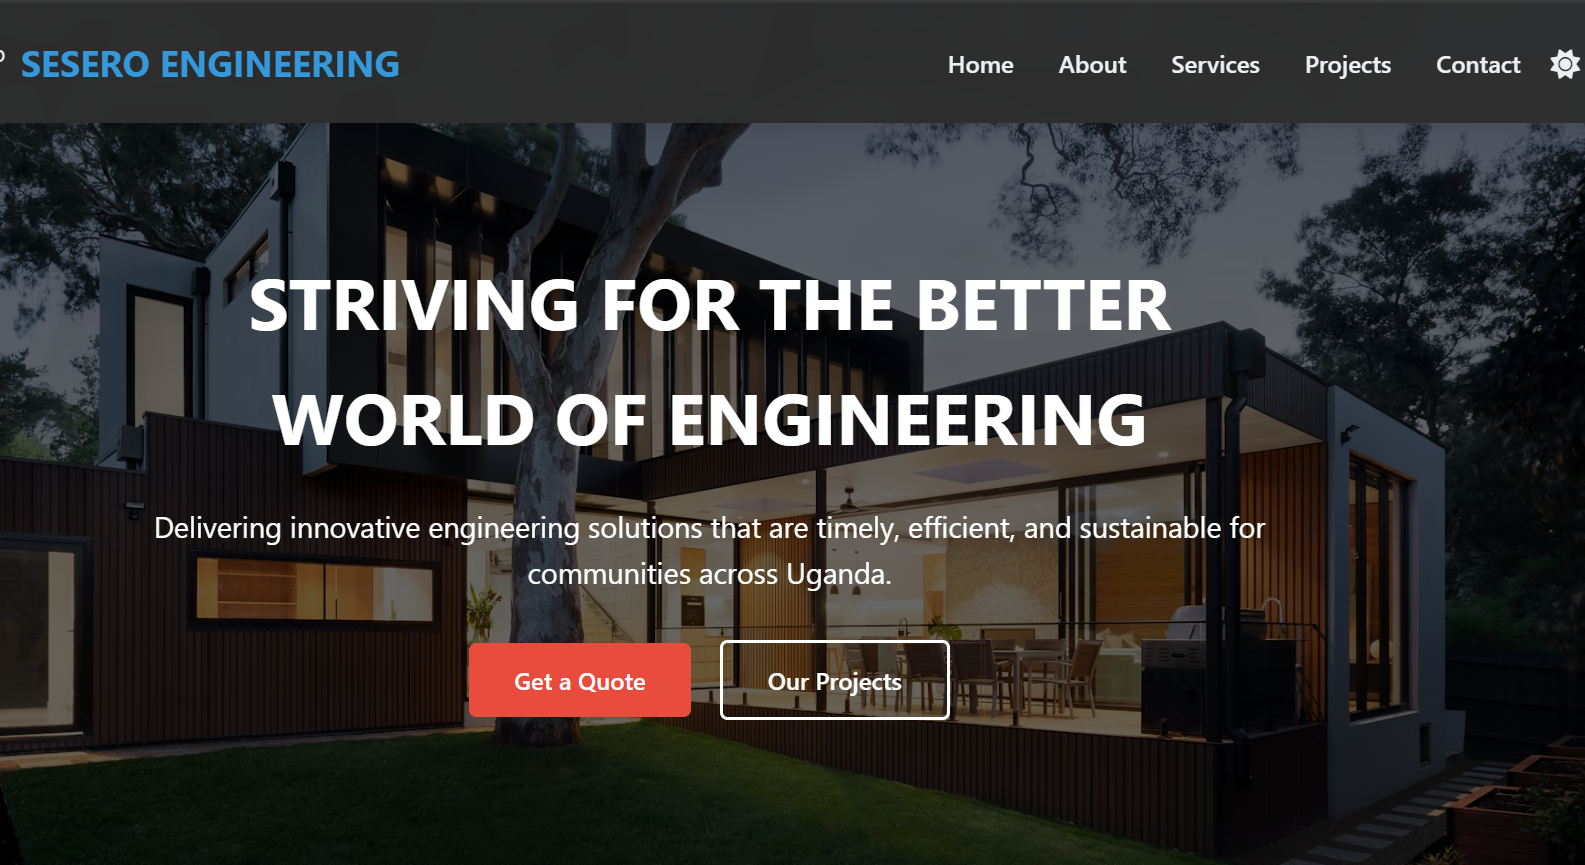 SESERO ENGINEERING
Home About Services Projects Contact
STRIVING FOR THE BETTER
WORLD OF ENGINEERING
Delivering innovative engineering solutions that are timely, efficient, and sustainable for
communities across Uganda.
Get a Quote Our Projects